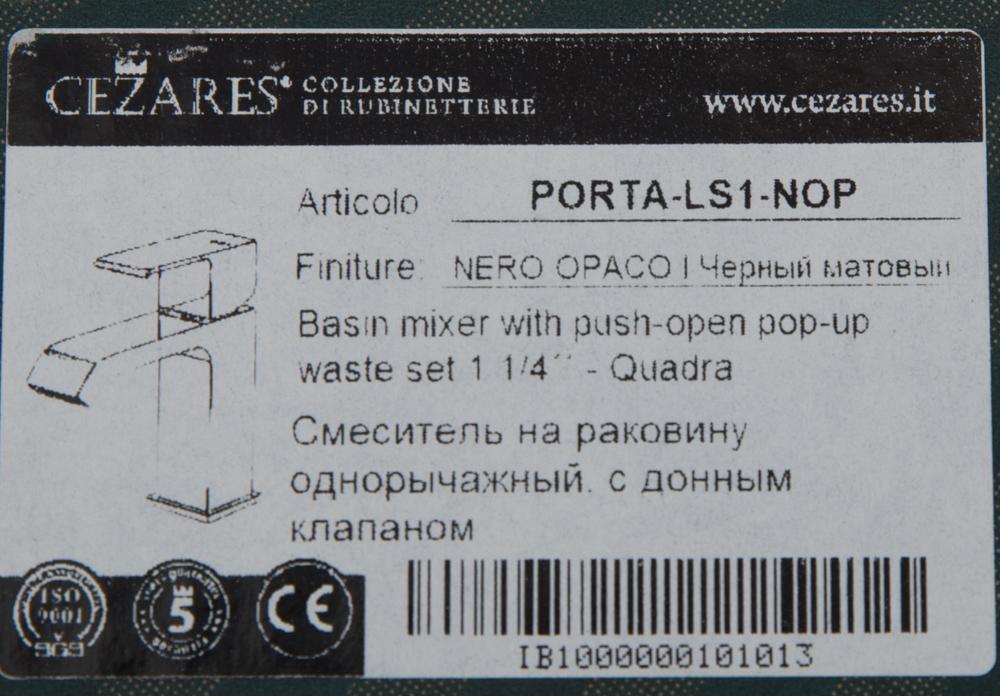 CEZARES® COLLEZIONE
DI RUBINETTERIE
www.cezares.it
Articolo PORTA-LS1-NOP
Finiture: NERO OPACO | Черный матовый
Basin mixer with push-open pop-up
waste set 1 1/4´´ - Quadra
Смеситель на раковину
однорычажный, с донным
клапаном
ISO
9001
5
CE
IB1000000101013